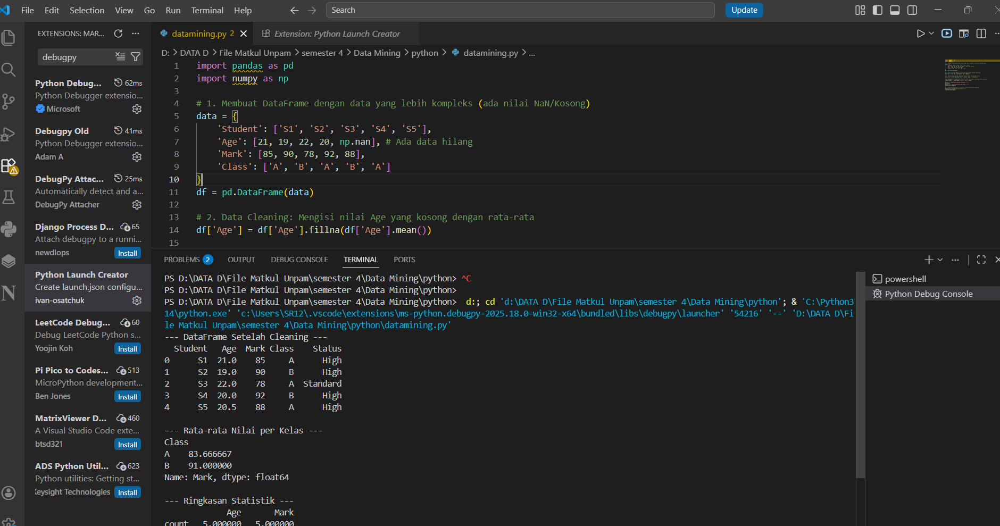 File Edit Selection View Go Run Terminal Help
Search
Update
EXTENSIONS: MAR...
debugpy
Python Debug... 62ms
Python Debugger extensio...
Microsoft
Debugpy Old 41ms
Python Debugger extensio...
Adam A
DebugPy Attac... 25ms
Automatically detect and a...
DebugPy Attacher
Django Process D... 65
Attach debugpy to a runni...
newdlops Install
Python Launch Creator
Create launch.json configu...
ivan-osatchuk
LeetCode Debug... 60
Debug LeetCode Python s...
Yoojin Koh Install
Pi Pico to Codes... 513
MicroPython development...
Ben Jones Install
MatrixViewer D... 460
A Visual Studio Code exte...
btsd321 Install
ADS Python Util... 623
Python utilities: Getting st...
Keysight Technologies Install
datamining.py 2
Extension: Python Launch Creator
D: > DATA D > File Matkul Unpam > semester 4 > Data Mining > python > datamining.py > ...
1 import pandas as pd
2 import numpy as np
3
4 # 1. Membuat DataFrame dengan data yang lebih kompleks (ada nilai NaN/Kosong)
5 data = {
6 'Student': ['S1', 'S2', 'S3', 'S4', 'S5'],
7 'Age': [21, 19, 22, 20, np.nan], # Ada data hilang
8 'Mark': [85, 90, 78, 92, 88],
9 'Class': ['A', 'B', 'A', 'B', 'A']
10 }
11 df = pd.DataFrame(data)
12
13 # 2. Data Cleaning: Mengisi nilai Age yang kosong dengan rata-rata
14 df['Age'] = df['Age'].fillna(df['Age'].mean())
15
PROBLEMS 2 OUTPUT DEBUG CONSOLE TERMINAL PORTS
PS D:\DATA D\File Matkul Unpam\semester 4\Data Mining\python> ^C
PS D:\DATA D\File Matkul Unpam\semester 4\Data Mining\python>
PS D:\DATA D\File Matkul Unpam\semester 4\Data Mining\python> d:; cd 'd:\DATA D\File Matkul Unpam\semester 4\Data Mining\python'; & 'C:\Python3
14\python.exe' 'c:\Users\SR12\.vscode\extensions\ms-python.debugpy-2025.18.0-win32-x64\bundled\libs\debugpy\launcher' '54216' '--' 'D:\DATA D\Fi
le Matkul Unpam\semester 4\Data Mining\python\datamining.py'
--- DataFrame Setelah Cleaning ---
Student Age Mark Class Status
0 S1 21.0 85 A High
1 S2 19.0 90 B High
2 S3 22.0 78 A Standard
3 S4 20.0 92 B High
4 S5 20.5 88 A High
--- Rata-rata Nilai per Kelas ---
Class
A 83.666667
B 91.000000
Name: Mark, dtype: float64
--- Ringkasan Statistik ---
Age Mark
count 5.000000 5.000000
powershell
Python Debug Console